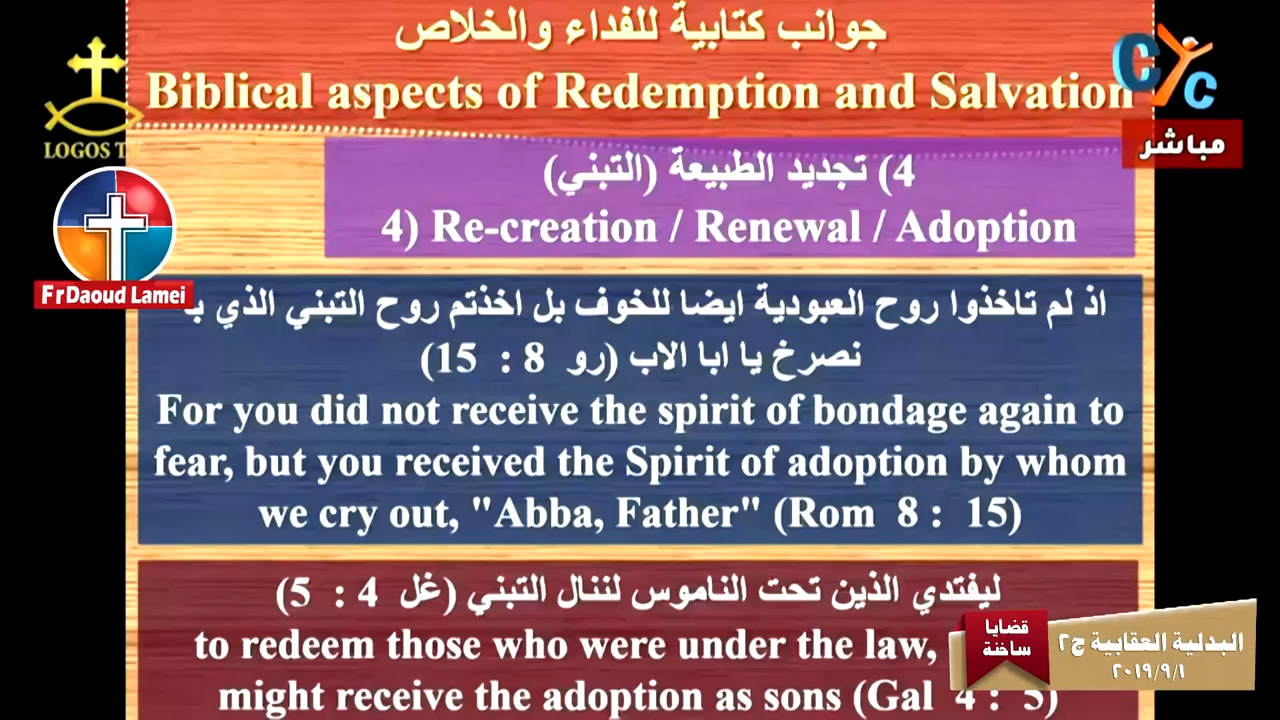 جوانب كتابية للفداء والخلاص
Biblical aspects of Redemption and Salvation
CYC
مباشر
LOGOS T
FrDaoud Lamei
4) تجديد الطبيعة (التبني)
4) Re-creation / Renewal / Adoption
اذ لم تاخذوا روح العبودية ايضا للخوف بل اخذتم روح التبني الذي
نصرخ يا ابا الاب (رو 8 : 15)
For you did not receive the spirit of bondage again to
fear, but you received the Spirit of adoption by whom
we cry out, "Abba, Father" (Rom 8 : 15)
ليفتدي الذين تحت الناموس لننال التبني (غل 4 : 5)
to redeem those who were under the law,
might receive the adoption as sons (Gal 4 : 5)
قضايا
ساخنة
البدلية العقابية ج٢
٢٠١٩/٩/١